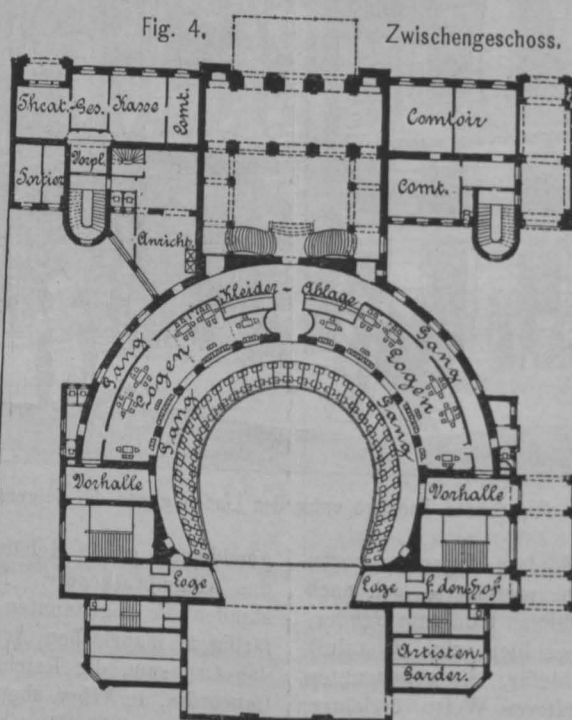 Fig. 4.
Zwischengeschoss.
Theat. Ges. Kasse
Comt.
Comtoir
Vorpl.
Portier
Comt.
Anricht.
Kleider - Ablage
Gang
Logen
Gang
Gang
Logen
Gang
Vorhalle
Vorhalle
Loge
Loge f. den Hof
Artisten
Garder.